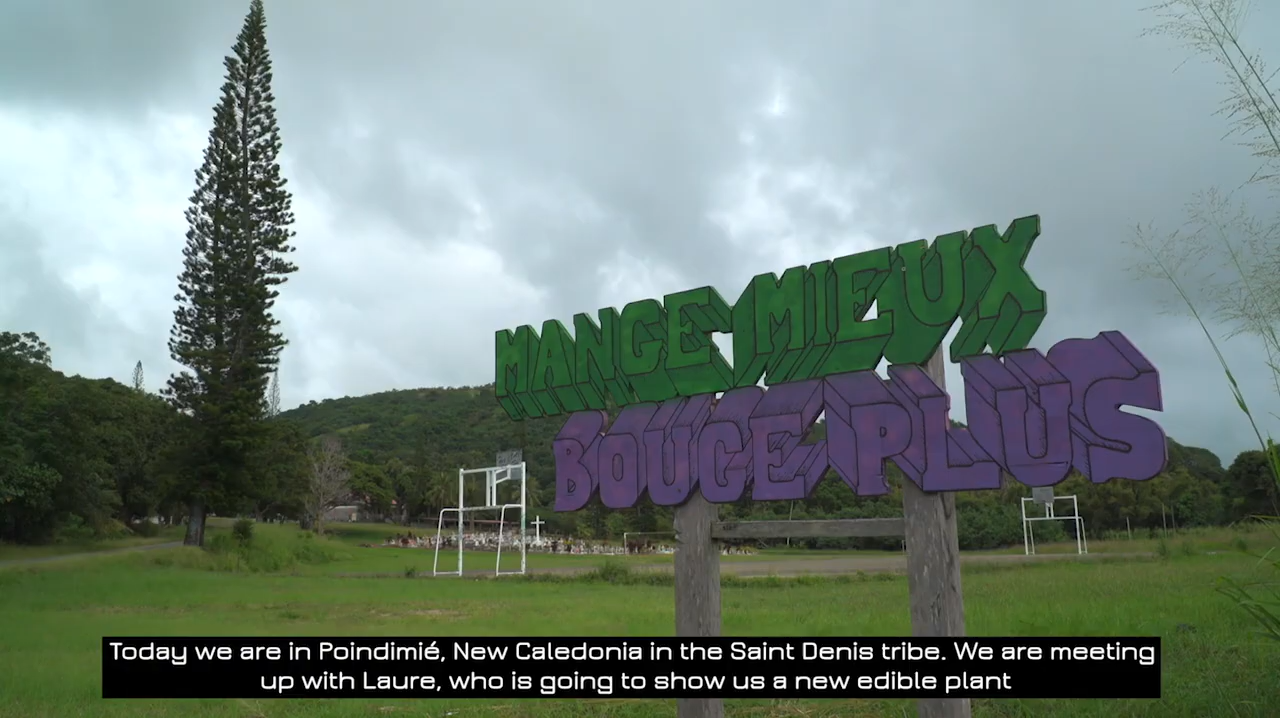 MANGE MIEUX
BOUGE PLUS
Today we are in Poindimié, New Caledonia in the Saint Denis tribe. We are meeting
up with Laure, who is going to show us a new edible plant